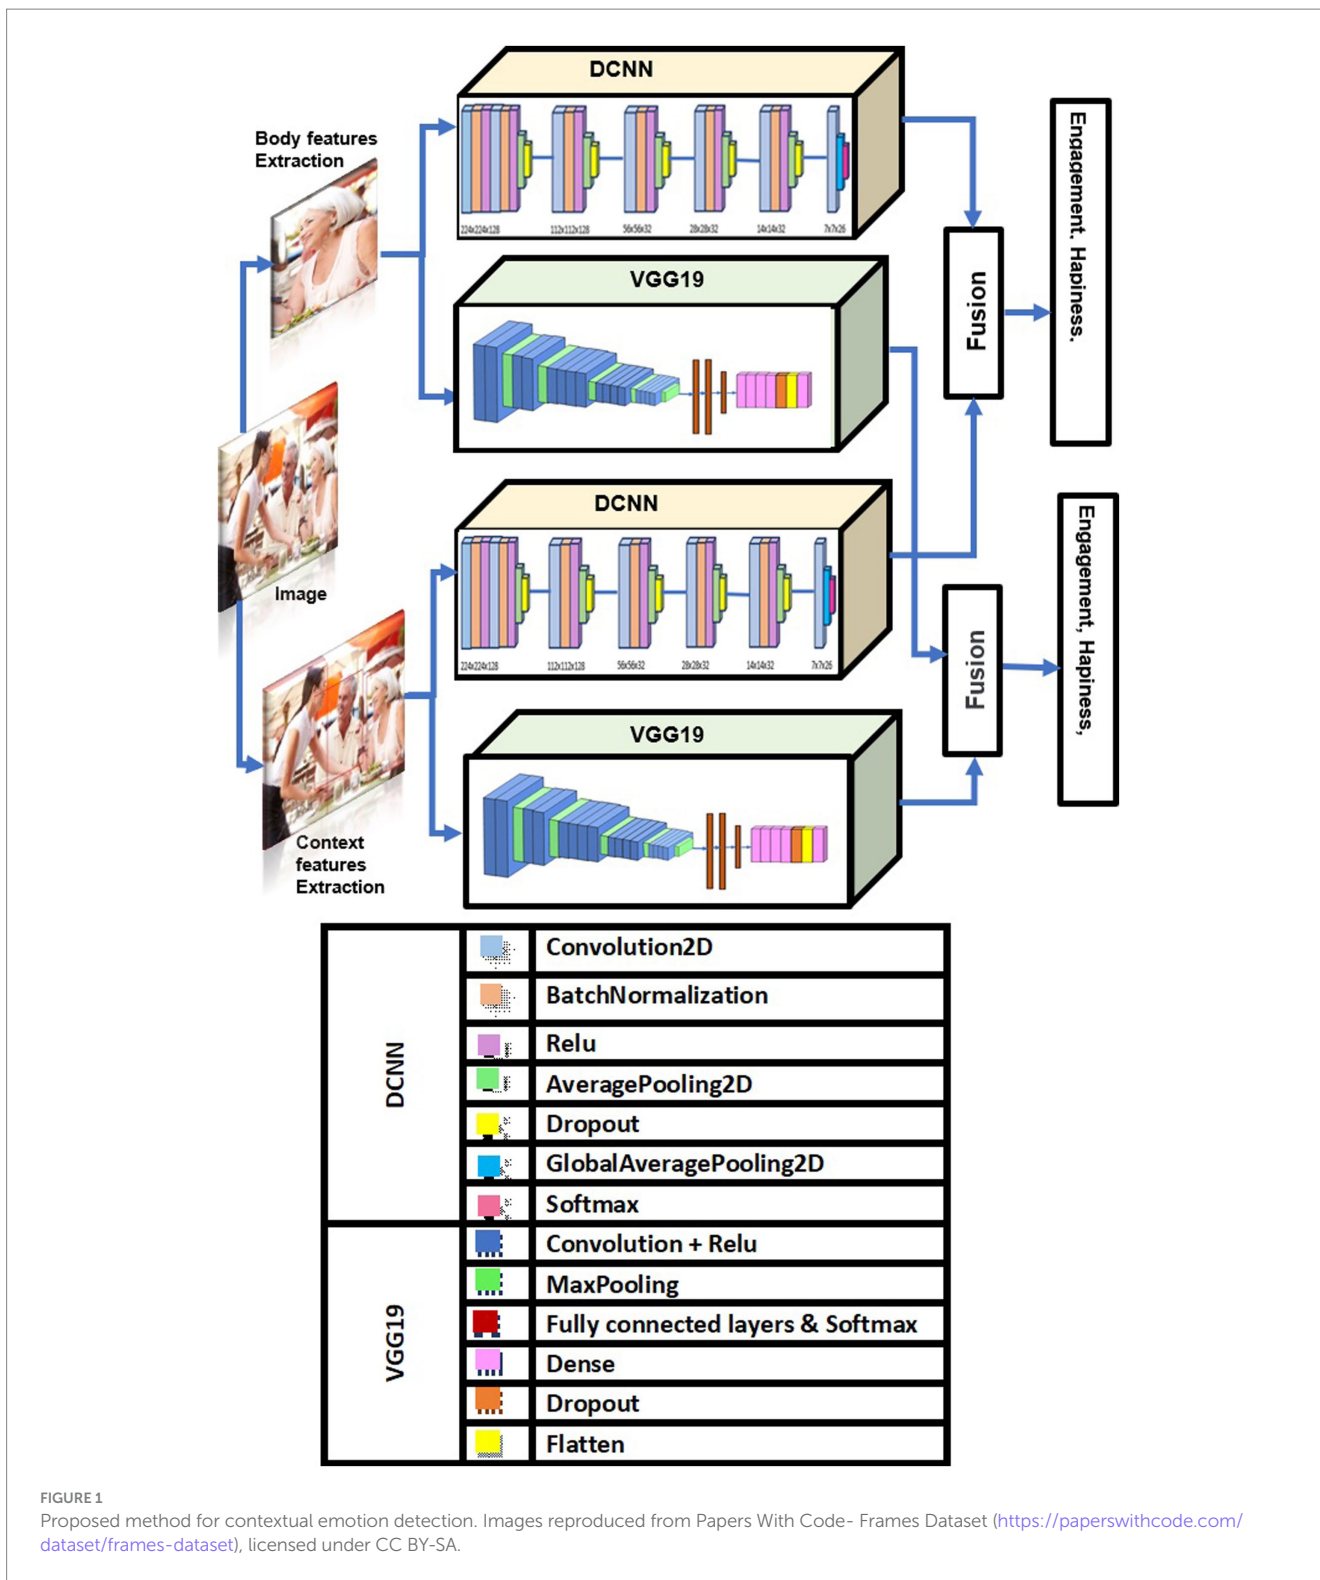 Body features
Extraction
DCNN
224x224x128
112x112x128
56x56x32
28x28x32
14x14x32
7x7x26
VGG19
Fusion
Engagement. Hapiness.
Image
DCNN
224x224x128
112x112x128
56x56x32
28x28x32
14x14x32
7x7x26
Context
features
Extraction
VGG19
Fusion
Engagement, Hapiness,
DCNN
Convolution2D
BatchNormalization
Relu
AveragePooling2D
Dropout
GlobalAveragePooling2D
Softmax
VGG19
Convolution + Relu
MaxPooling
Fully connected layers & Softmax
Dense
Dropout
Flatten
FIGURE 1
Proposed method for contextual emotion detection. Images reproduced from Papers With Code- Frames Dataset (https://paperswithcode.com/
dataset/frames-dataset), licensed under CC BY-SA.